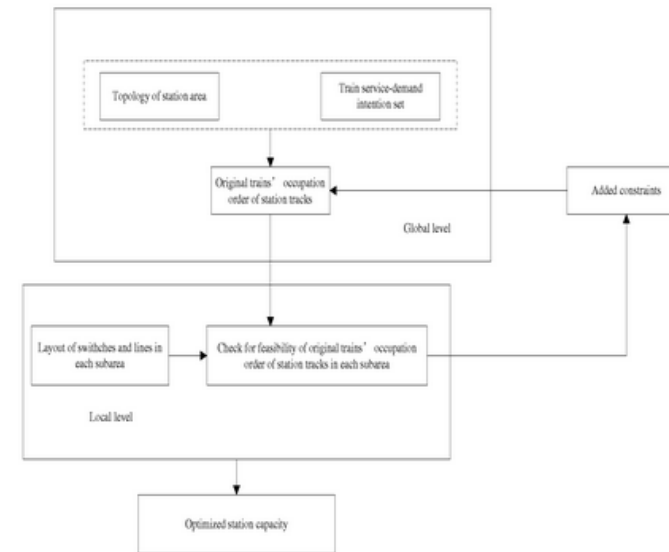 Topology of station area
Train service-demand
intention set
Original trains' occupation
order of station tracks
Added constraints
Global level
Layout of swithches and lines in
each subarea
Check for feasibility of original trains' occupation
order of station tracks in each subarea
Local level
Optimized station capacity